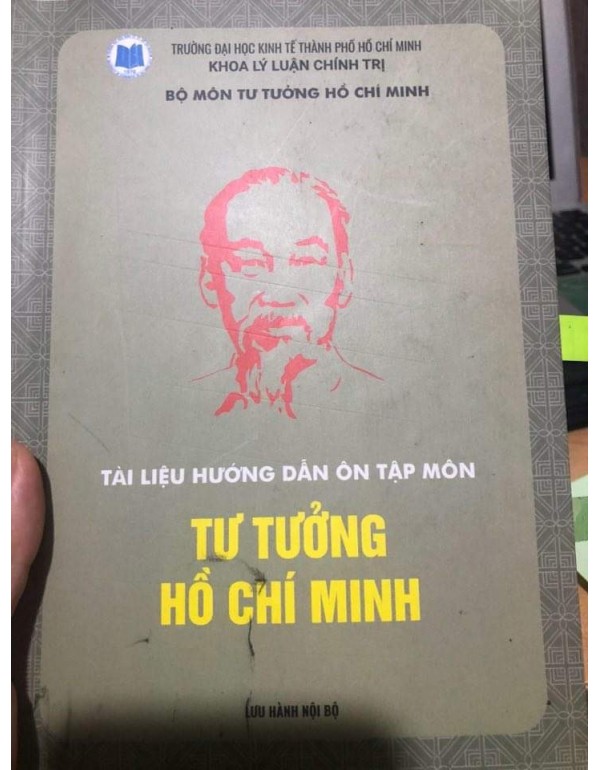 TRƯỜNG ĐẠI HỌC KINH TẾ THÀNH PHỐ HỒ CHÍ MINH
KHOA LÝ LUẬN CHÍNH TRỊ
BỘ MÔN TƯ TƯỞNG HỒ CHÍ MINH
TÀI LIỆU HƯỚNG DẪN ÔN TẬP MÔN
TƯ TƯỞNG
HỒ CHÍ MINH
LƯU HÀNH NỘI BỘ